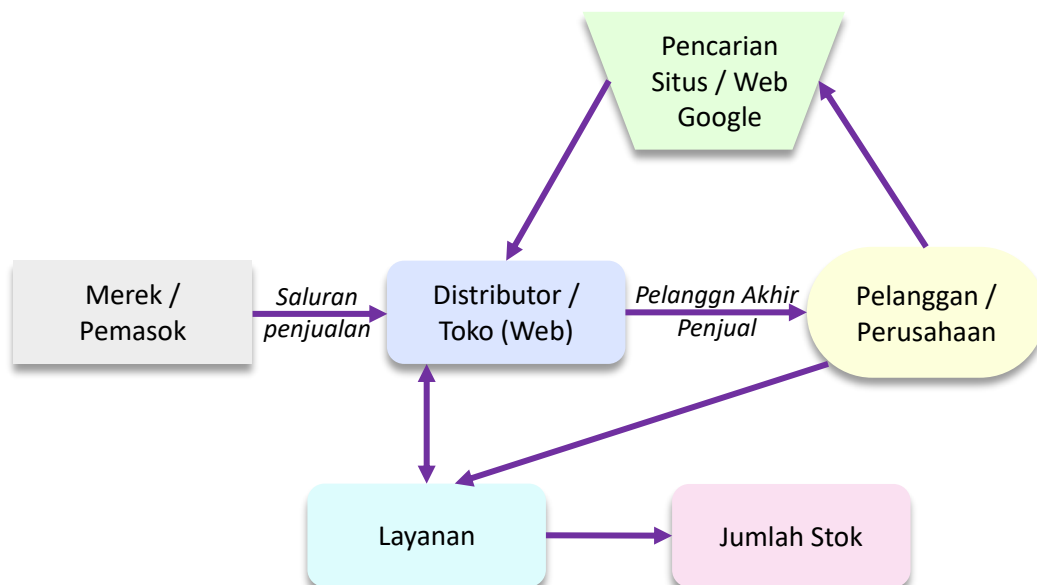 Pencarian
Situs / Web
Google
Merek /
Pemasok
Saluran
penjualan
Distributor /
Toko (Web)
Pelanggn Akhir
Penjual
Pelanggan /
Perusahaan
Layanan
Jumlah Stok